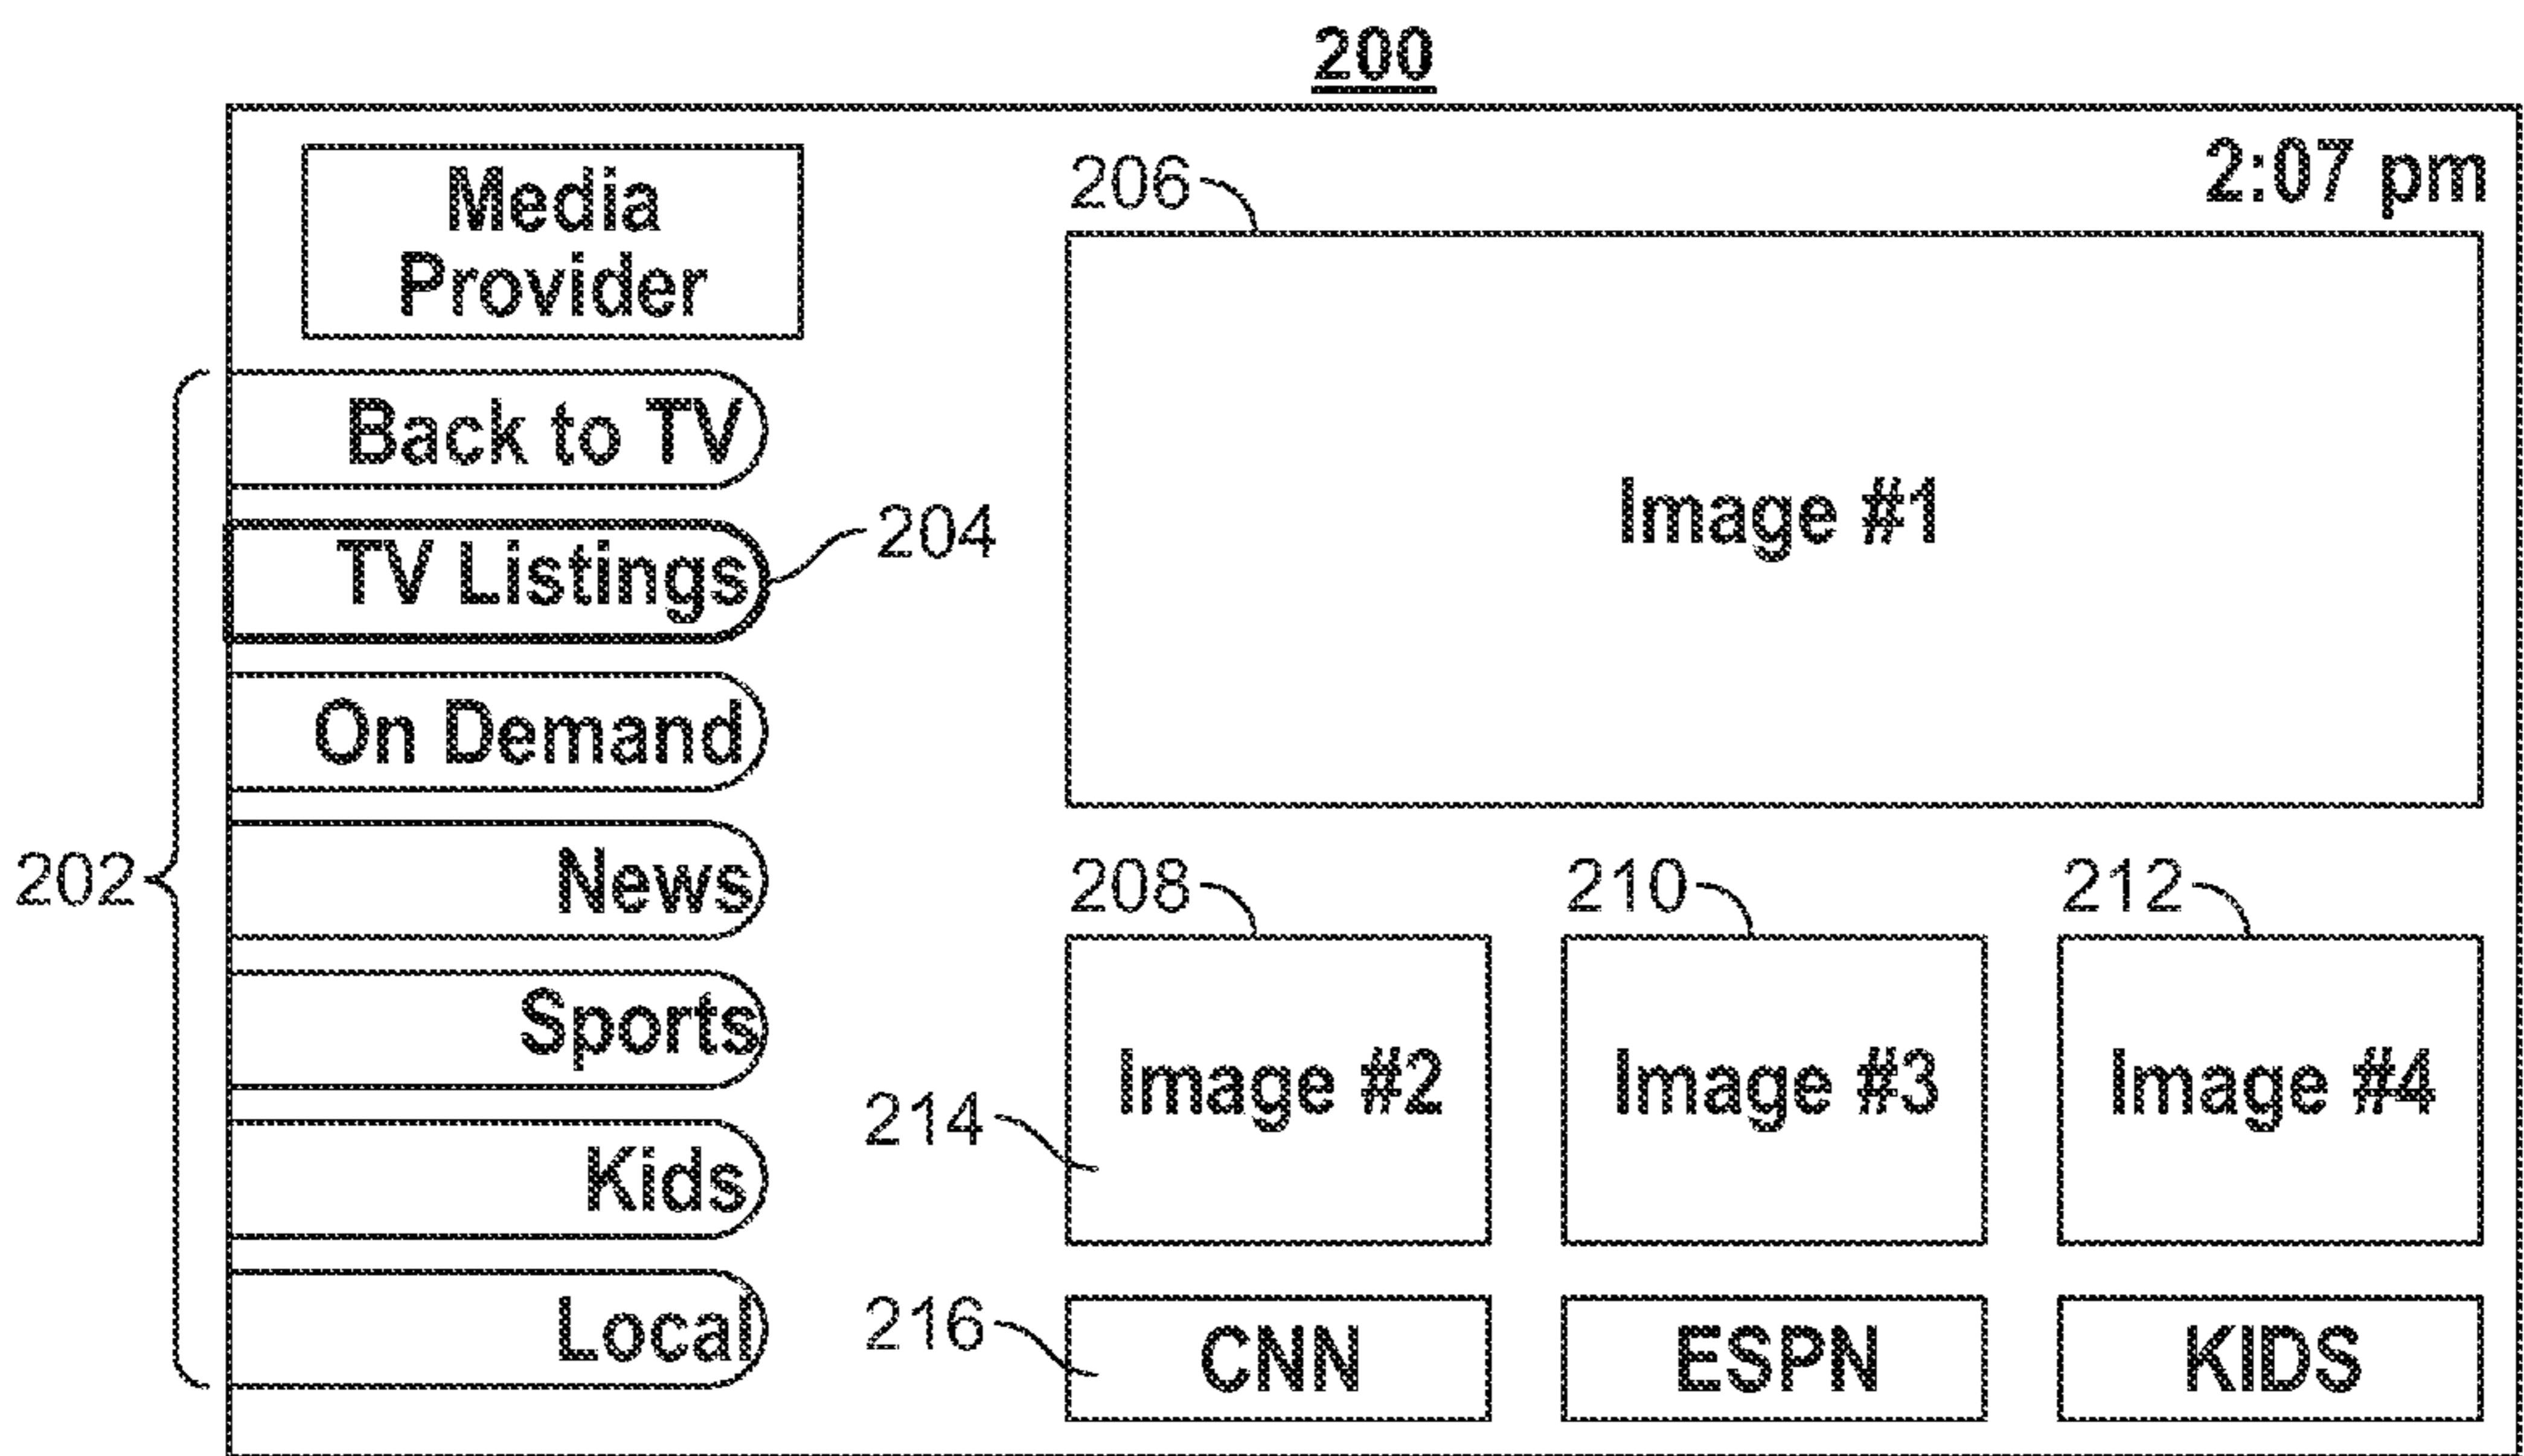 200
2:07 pm
Media
Provider
206
Image #1
Back to TV
TV Listings
204
On Demand
News
Sports
Kids
Local
202
208
210
212
Image #2
Image #3
Image #4
214
216
CNN
ESPN
KIDS